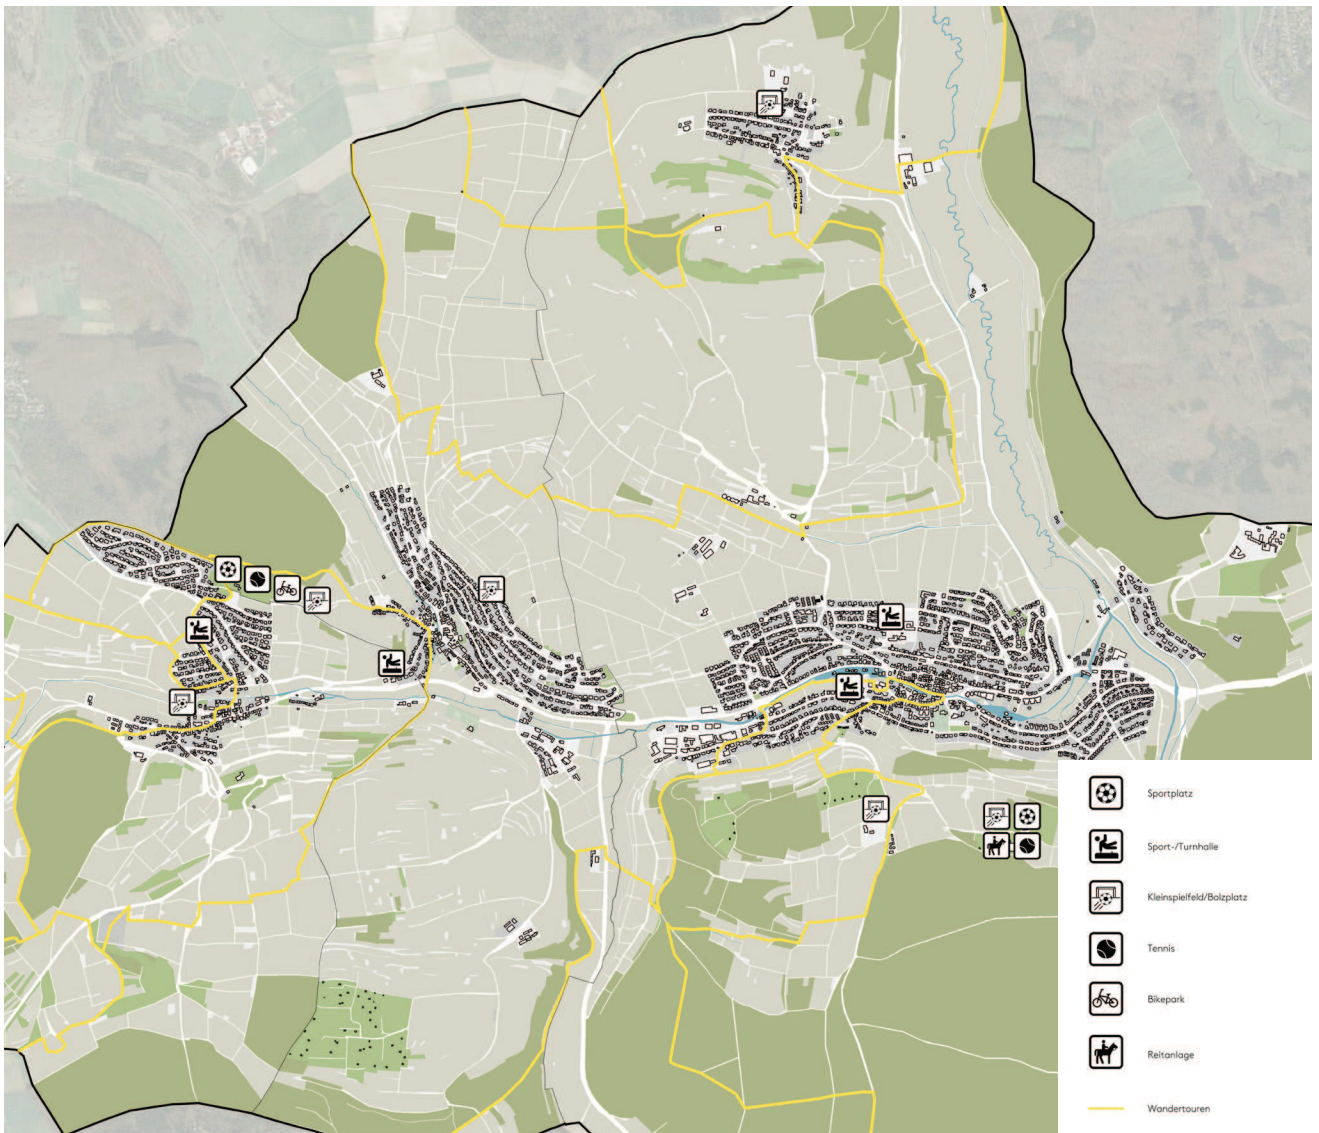 Sportplatz
Sport-/Turnhalle
Kleinspielfeld/Bolzplatz
Tennis
Bikepark
Reitanlage
Wandertouren